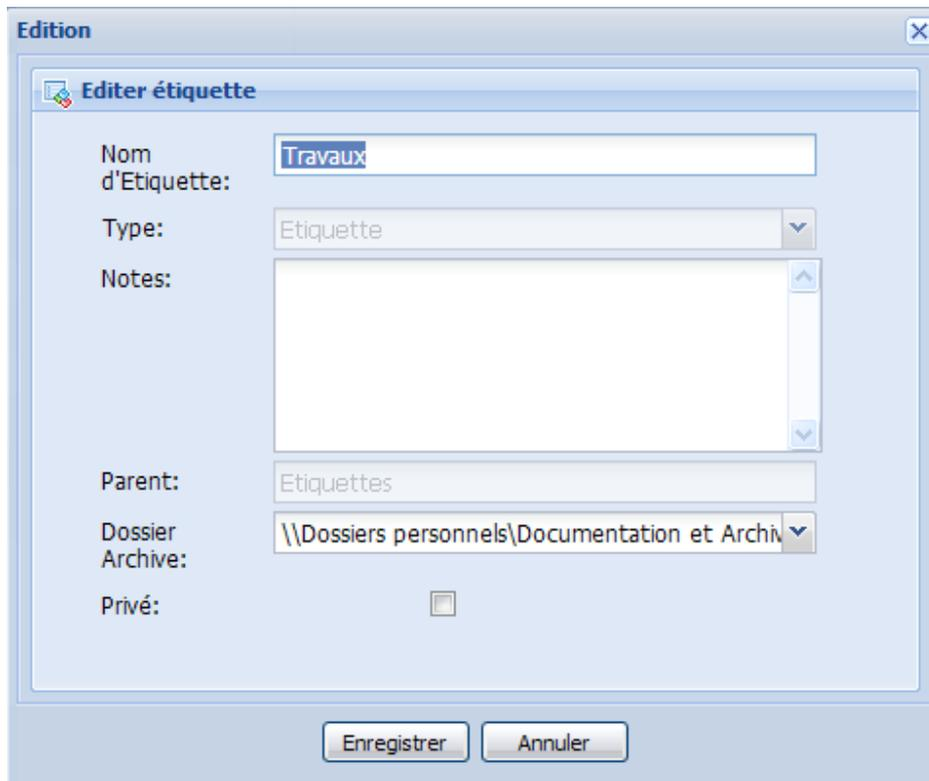 Edition
Editer étiquette
Nom
d'Etiquette:
Travaux
Type:
Etiquette
Notes:
Parent:
Etiquettes
Dossier
Archive:
\\Dossiers personnels\Documentation et Archiv
Privé:
Enregistrer
Annuler